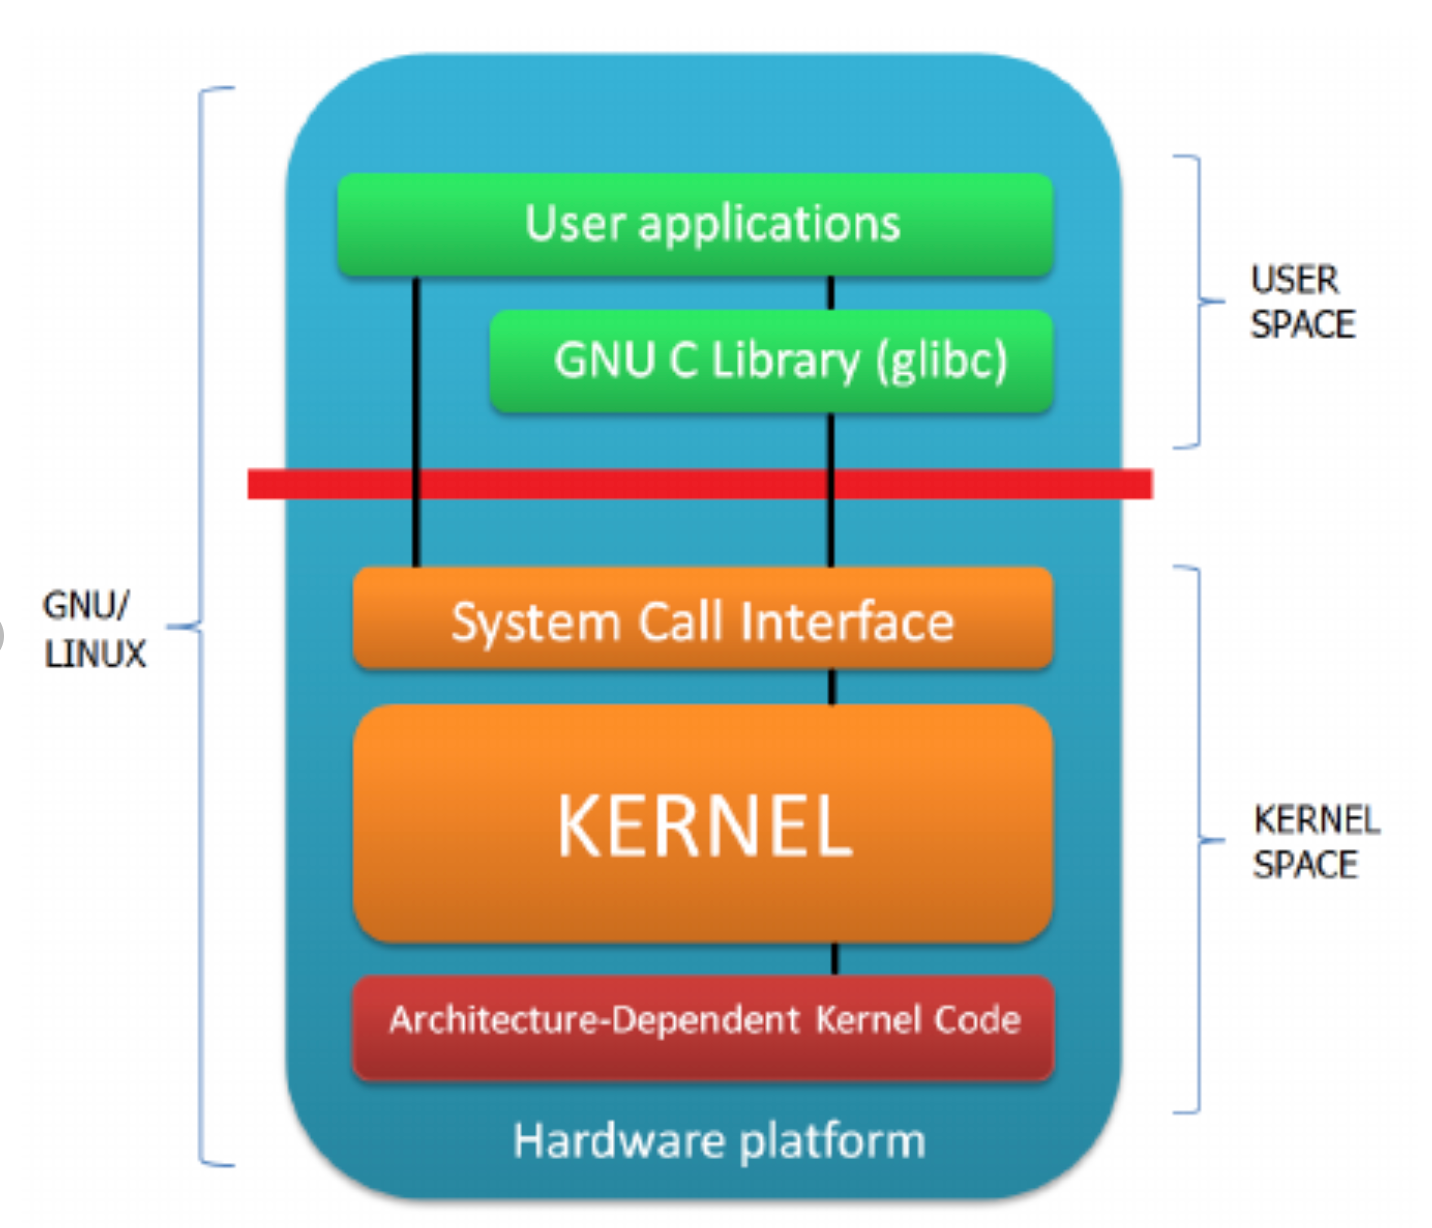 User applications
GNU C Library (glibc)
USER
SPACE
System Call Interface
GNU/
LINUX
KERNEL
KERNEL
SPACE
Architecture-Dependent Kernel Code
Hardware platform